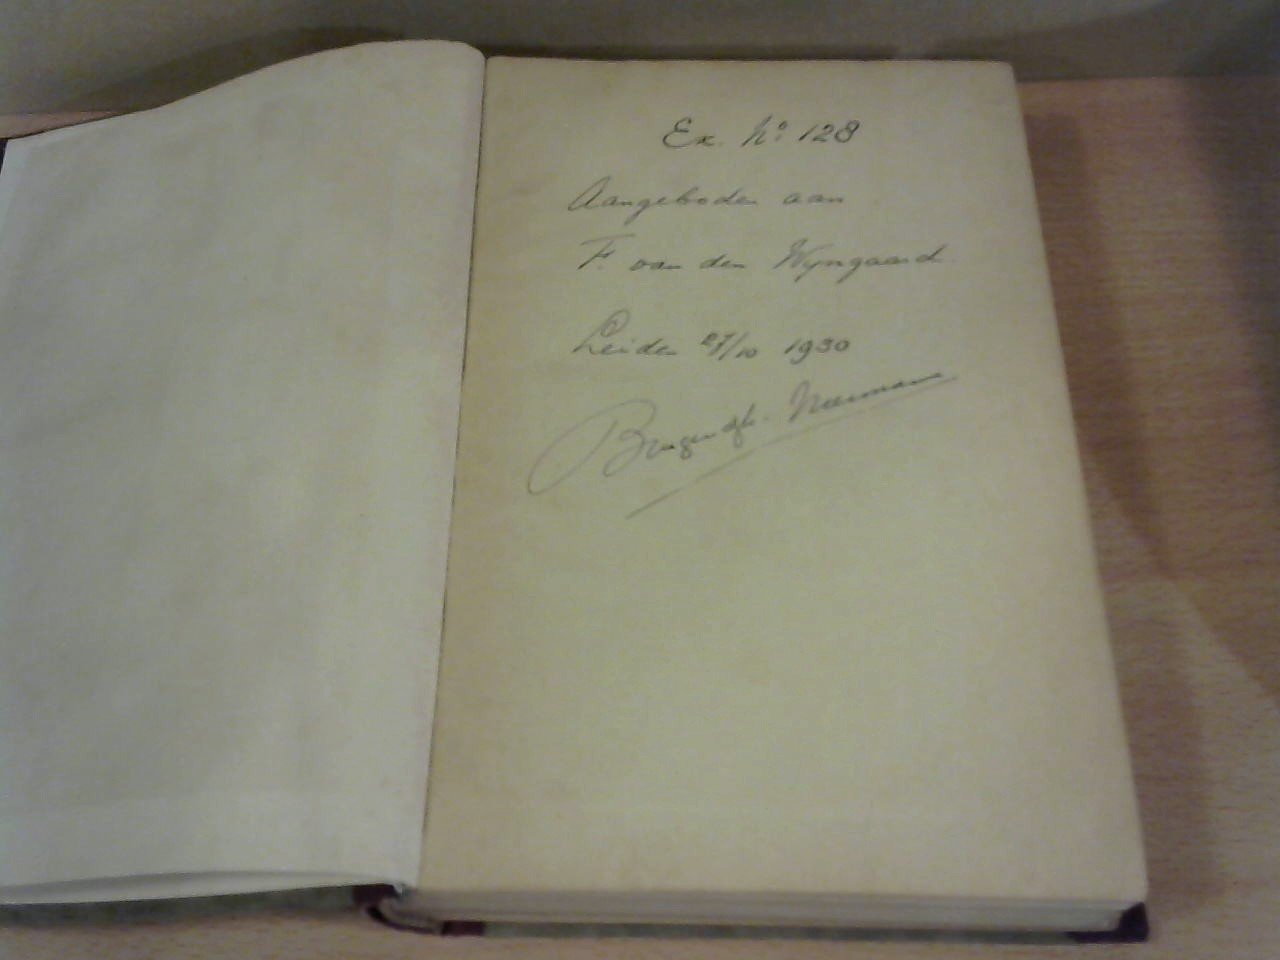 Ex. No. 128
Aangeboden aan
F. van den Wyngaard.
Leiden 27/10 1930